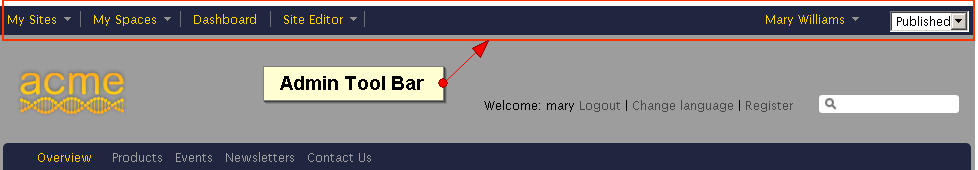 My Sites My Spaces Dashboard Site Editor Mary Williams Published
acme
Admin Tool Bar
Welcome: mary Logout | Change language | Register
Overview Products Events Newsletters Contact Us